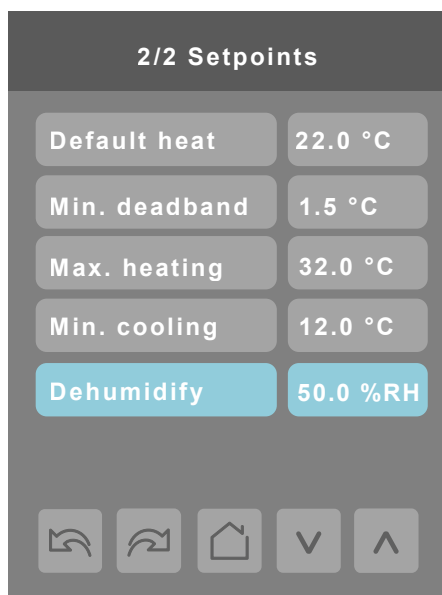 2/2 Setpoints
Default heat 22.0 °C
Min. deadband 1.5 °C
Max. heating 32.0 °C
Min. cooling 12.0 °C
Dehumidify 50.0 %RH